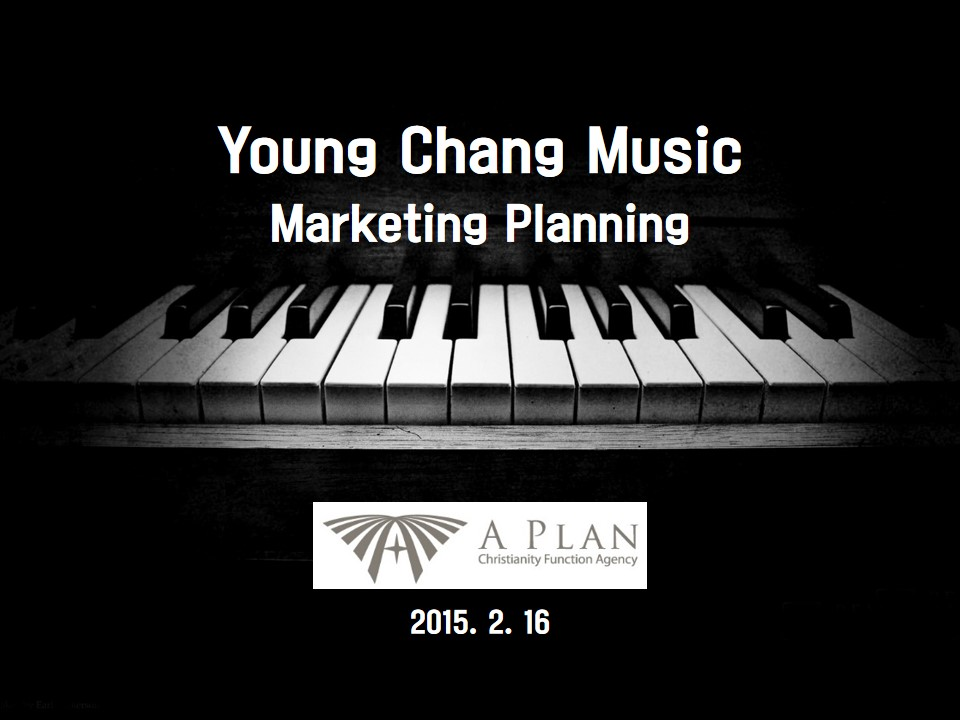 Young Chang Music
Marketing Planning
A PLAN
Christianity Function Agency
2015. 2. 16